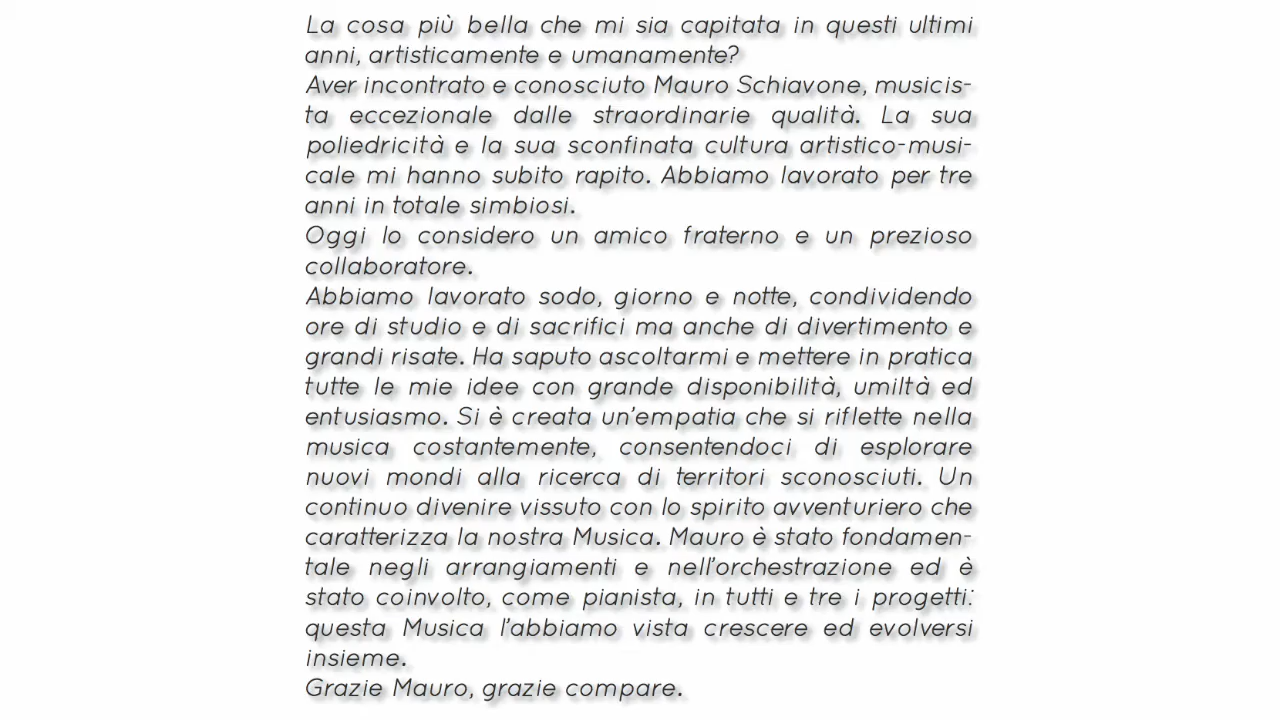 La cosa più bella che mi sia capitata in questi ultimi
anni, artisticamente e umanamente?
Aver incontrato e conosciuto Mauro Schiavone, musicis-
ta eccezionale dalle straordinarie qualità. La sua
poliedricità e la sua sconfinata cultura artistico-musi-
cale mi hanno subito rapito. Abbiamo lavorato per tre
anni in totale simbiosi.
Oggi lo considero un amico fraterno e un prezioso
collaboratore.
Abbiamo lavorato sodo, giorno e notte, condividendo
ore di studio e di sacrifici ma anche di divertimento e
grandi risate. Ha saputo ascoltarmi e mettere in pratica
tutte le mie idee con grande disponibilità, umiltà ed
entusiasmo. Si è creata un'empatia che si riflette nella
musica costantemente, consentendoci di esplorare
nuovi mondi alla ricerca di territori sconosciuti. Un
continuo divenire vissuto con lo spirito avventuriero che
caratterizza la nostra Musica. Mauro è stato fondamen-
tale negli arrangiamenti e nell'orchestrazione ed è
stato coinvolto, come pianista, in tutti e tre i progetti:
questa Musica l'abbiamo vista crescere ed evolversi
insieme.
Grazie Mauro, grazie compare.